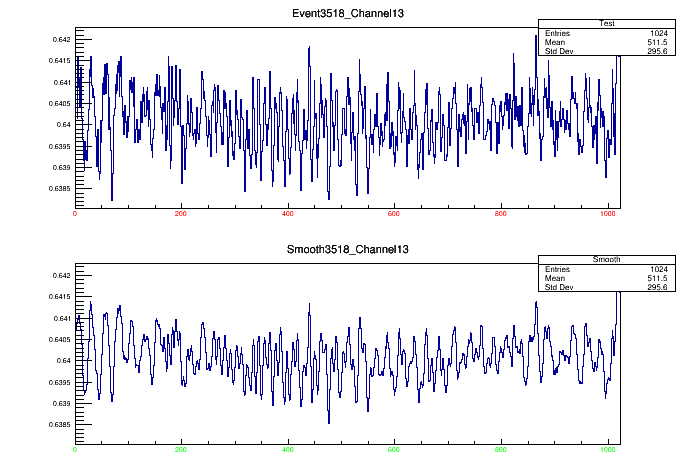 Event3518_Channel13
Test
Entries 1024
Mean 511.5
Std Dev 295.6
0.642
0.6415
0.641
0.6405
0.64
0.6395
0.639
0.6385
0 200 400 600 800 1000
Smooth3518_Channel13
Smooth
Entries 1024
Mean 511.5
Std Dev 295.6
0.642
0.6415
0.641
0.6405
0.64
0.6395
0.639
0.6385
0 200 400 600 800 1000